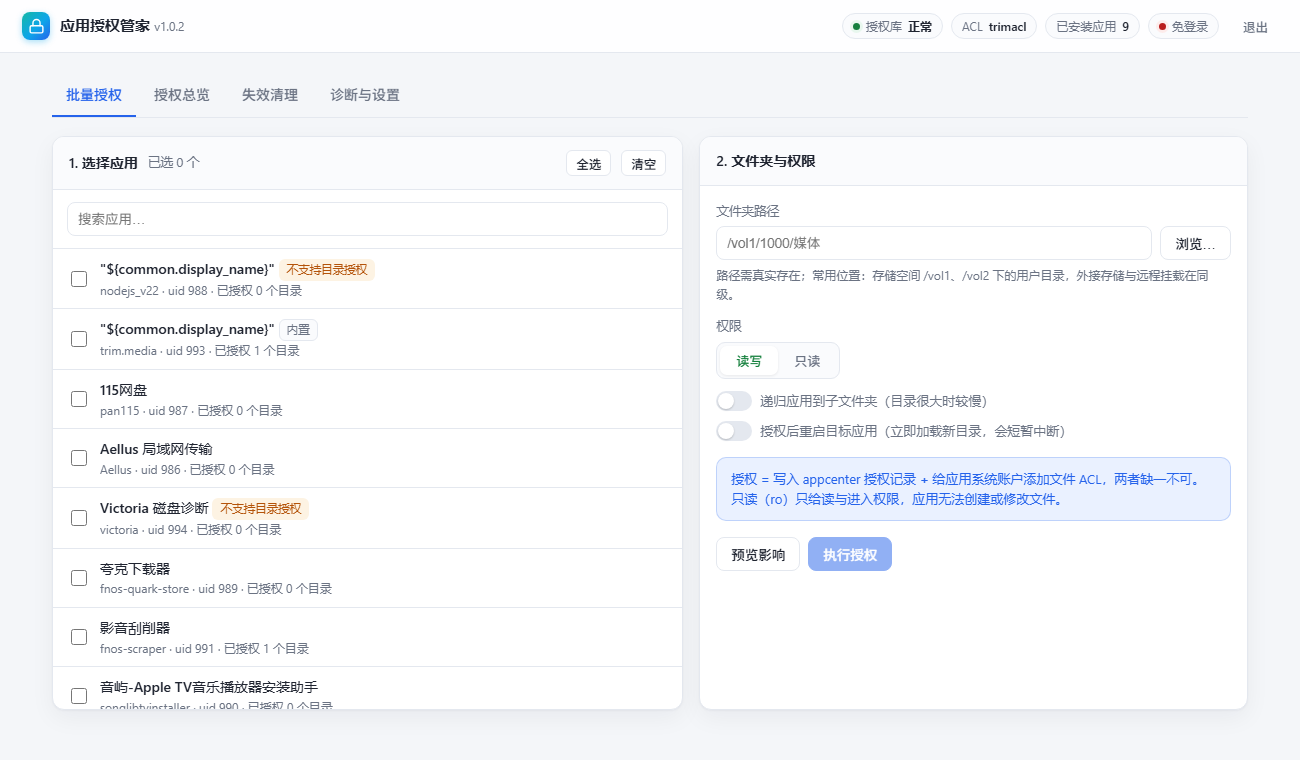 应用授权管家 v1.0.2
授权库 正常
ACL trimacl
已安装应用 9
免登录
退出
批量授权
授权总览
失效清理
诊断与设置
1. 选择应用 已选 0 个
全选
清空
搜索应用...
"${common.display_name}" 不支持目录授权
nodejs_v22 · uid 988 · 已授权 0 个目录
"${common.display_name}" 内置
trim.media · uid 993 · 已授权 1 个目录
115网盘
pan115 · uid 987 · 已授权 0 个目录
Aellus 局域网传输
Aellus · uid 986 · 已授权 0 个目录
Victoria 磁盘诊断 不支持目录授权
victoria · uid 994 · 已授权 0 个目录
夸克下载器
fnos-quark-store · uid 989 · 已授权 0 个目录
影音刮削器
fnos-scraper · uid 991 · 已授权 1 个目录
音屿-Apple TV音乐播放器安装助手
songlibtvinstaller · uid 990 · 已授权 0 个目录
2. 文件夹与权限
文件夹路径
/vol1/1000/媒体
浏览...
路径需真实存在；常用位置：存储空间 /vol1、/vol2 下的用户目录，外接存储与远程挂载在同
级。
权限
读写
只读
递归应用到子文件夹（目录很大时较慢）
授权后重启目标应用（立即加载新目录，会短暂中断）
授权 = 写入 appcenter 授权记录 + 给应用系统账户添加文件 ACL，两者缺一不可。
只读（ro）只给读与进入权限，应用无法创建或修改文件。
预览影响
执行授权